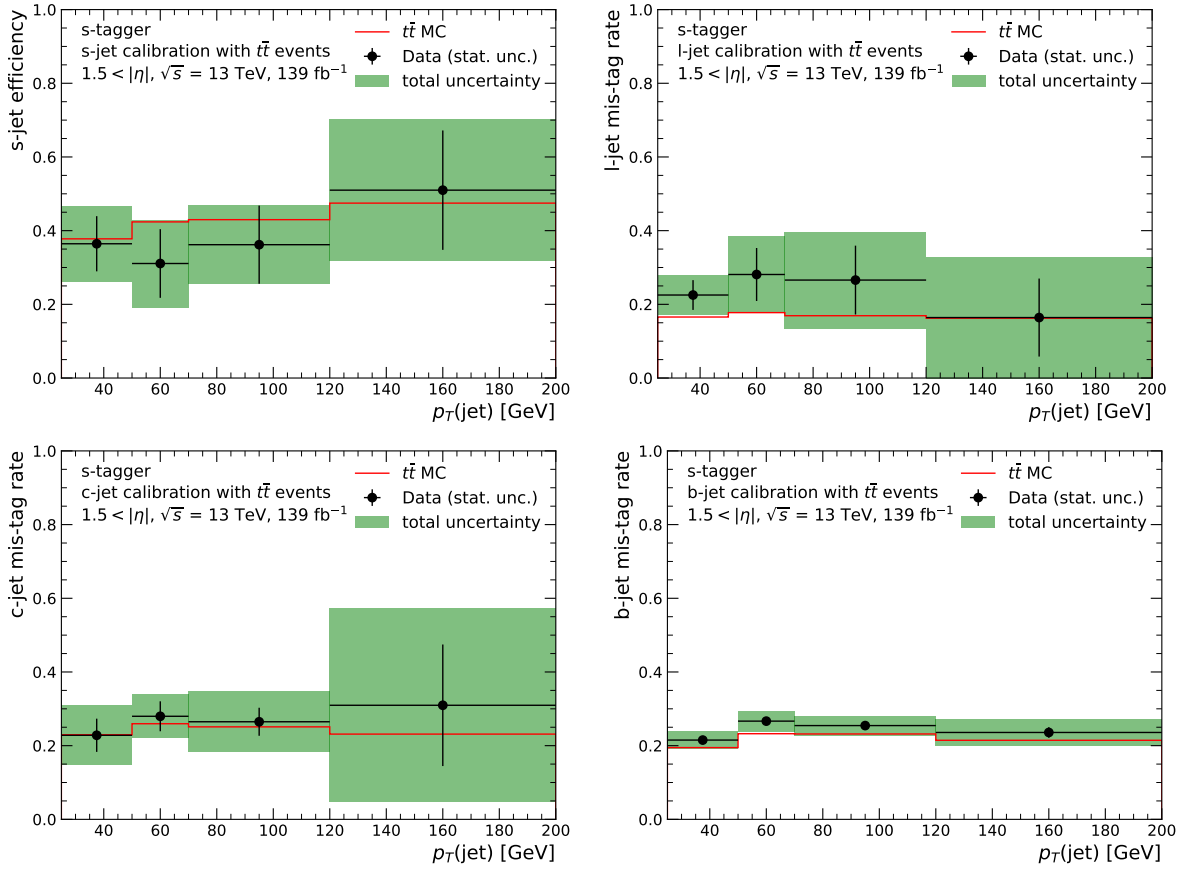 s-tagger
s-jet calibration with tt̄ events
1.5 < |η|, √s = 13 TeV, 139 fb⁻¹
tt̄ MC
Data (stat. unc.)
total uncertainty
s-jet efficiency
1.0
0.8
0.6
0.4
0.2
0.0
40 60 80 100 120 140 160 180 200
p_T(jet) [GeV]
s-tagger
l-jet calibration with tt̄ events
1.5 < |η|, √s = 13 TeV, 139 fb⁻¹
tt̄ MC
Data (stat. unc.)
total uncertainty
l-jet mis-tag rate
1.0
0.8
0.6
0.4
0.2
0.0
40 60 80 100 120 140 160 180 200
p_T(jet) [GeV]
s-tagger
c-jet calibration with tt̄ events
1.5 < |η|, √s = 13 TeV, 139 fb⁻¹
tt̄ MC
Data (stat. unc.)
total uncertainty
c-jet mis-tag rate
1.0
0.8
0.6
0.4
0.2
0.0
40 60 80 100 120 140 160 180 200
p_T(jet) [GeV]
s-tagger
b-jet calibration with tt̄ events
1.5 < |η|, √s = 13 TeV, 139 fb⁻¹
tt̄ MC
Data (stat. unc.)
total uncertainty
b-jet mis-tag rate
1.0
0.8
0.6
0.4
0.2
0.0
40 60 80 100 120 140 160 180 200
p_T(jet) [GeV]